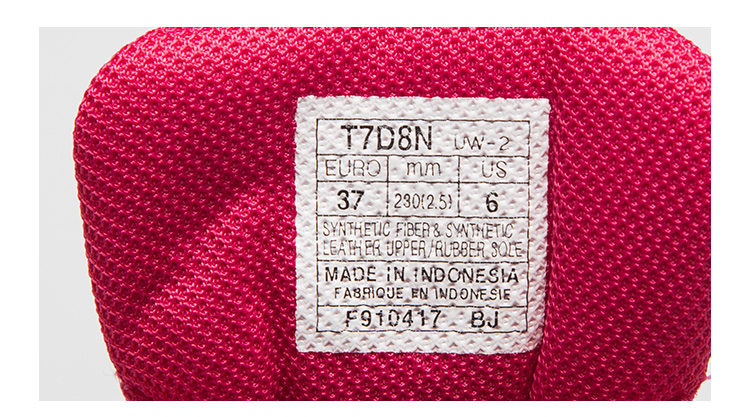 T7D8N UW-2
EURO mm US
37 230(2.5) 6
SYNTHETIC FIBER & SYNTHETIC
LEATHER UPPER/RUBBER SOLE
MADE IN INDONESIA
FABRIQUE EN INDONESIE
F910417 BJ